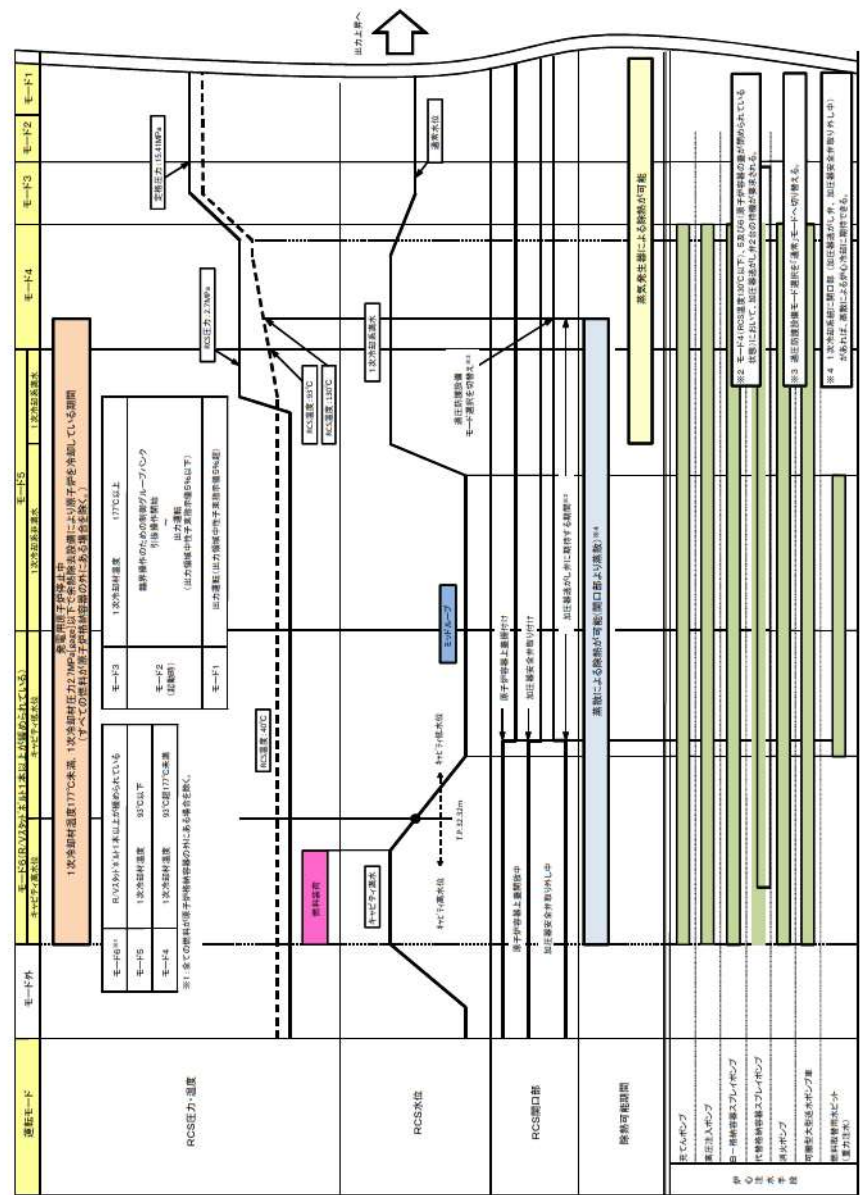 運転モード
モード外
モード6(R/Vスタッドボルト1本以上が緩められている)
キャビティ高水位
キャビティ低水位
モード5
1次冷却系非満水
1次冷却系満水
モード4
モード3
モード2
モード1
出力上昇へ
発電用原子炉停止中
1次冷却材温度177℃未満、1次冷却材圧力2.7MPa[gage]以下で余熱除去設備により原子炉を冷却している期間
(すべての燃料が原子炉格納容器の外にある場合を除く。)
モード6※1
R/Vスタッドボルト1本以上が緩められている
モード5
1次冷却材温度
93℃以下
モード4
1次冷却材温度
93℃超177℃未満
※1:全ての燃料が原子炉格納容器の外にある場合を除く。
モード3
1次冷却材温度
177℃以上
モード2
(起動時)
臨界操作のための制御グループバンク
引抜操作開始
~
出力運転
(出力領域中性子束指示値5%以下)
モード1
出力運転(出力領域中性子束指示値5%超)
RCS圧力・温度
燃料装荷
RCS温度:40℃
RCS圧力:2.7MPa
RCS温度:93℃
RCS温度:130℃
定格圧力:15.41MPa
RCS水位
キャビティ満水
キャビティ高水位
キャビティ低水位
T.P.32.32m
ミッドループ
1次冷却系満水
通常水位
RCS開口部
原子炉容器上蓋開放中
加圧器安全弁取り外し中
原子炉容器上蓋据付け
加圧器安全弁取り付け
加圧器逃がし弁に期待する期間※2
過圧防護設備
モード選択を切替え※3
除熱可能期間
蒸散による除熱が可能(開口部より蒸散)※4
蒸気発生器による除熱が可能
炉心注水手段
充てんポンプ
高圧注入ポンプ
B-格納容器スプレイポンプ
代替格納容器スプレイポンプ
消火ポンプ
可搬型大型送水ポンプ車
燃料取替用水ピット
(重力注水)
※2 モード4(RCS温度130℃以下)、5及び6(原子炉容器の蓋が閉められている
状態)において、加圧器逃がし弁2台の待機が要求される。
※3 過圧防護設備モード選択を「通常」モードへ切り替える。
※4 1次冷却系統に開口部(加圧器逃がし弁、加圧器安全弁取り外し中)
があれば、蒸散による炉心冷却に期待できる。